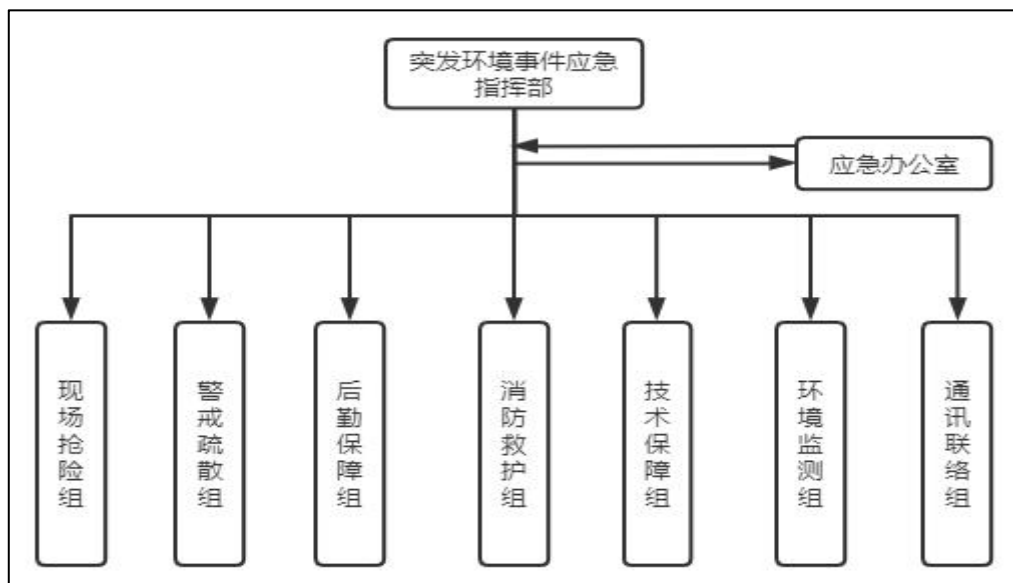 突发环境事件应急
指挥部
应急办公室
现场抢险组
警戒疏散组
后勤保障组
消防救护组
技术保障组
环境监测组
通讯联络组